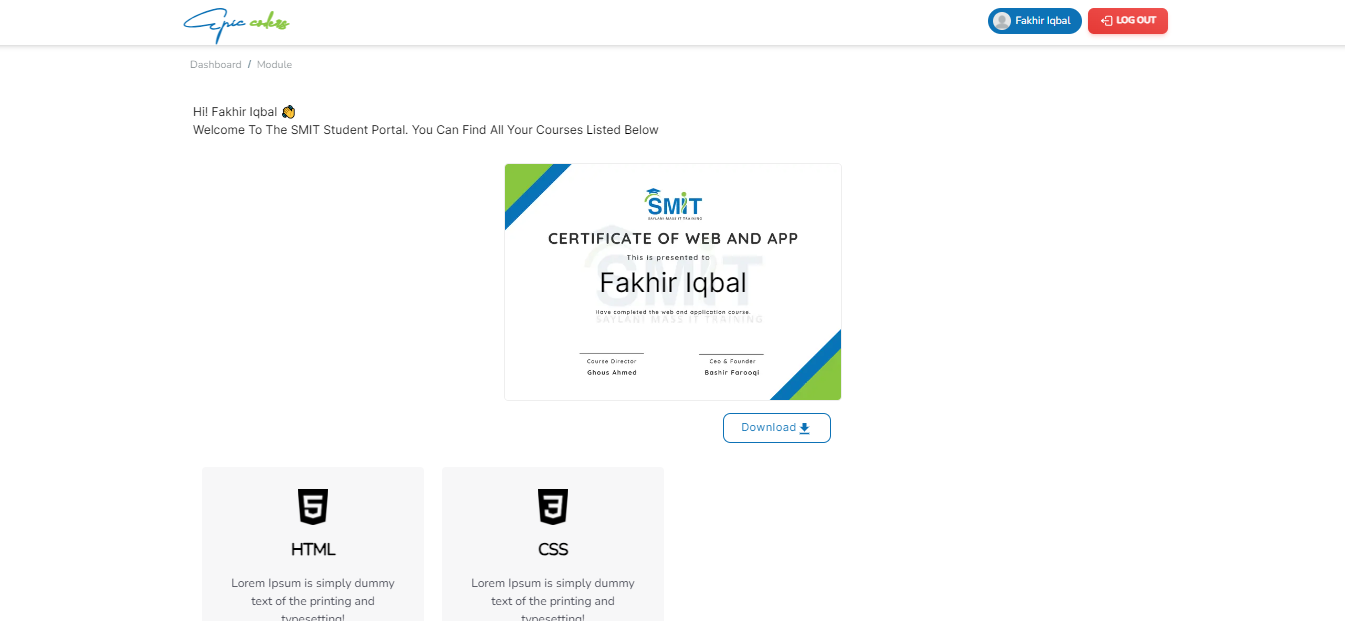 Epic coders
Fakhir Iqbal
LOG OUT
Dashboard / Module
Hi! Fakhir Iqbal 👏
Welcome To The SMIT Student Portal. You Can Find All Your Courses Listed Below
SMIT
SAYLANI MASS IT TRAINING
CERTIFICATE OF WEB AND APP
This is presented to
SMIT
Fakhir Iqbal
Have completed the web and application course.
SAYLANI MASS IT TRAINING
Course Director
Ceo & Founder
Ghous Ahmed
Bashir Farooqi
Download
5
HTML
Lorem Ipsum is simply dummy
text of the printing and
typesetting!
3
CSS
Lorem Ipsum is simply dummy
text of the printing and
typesetting!